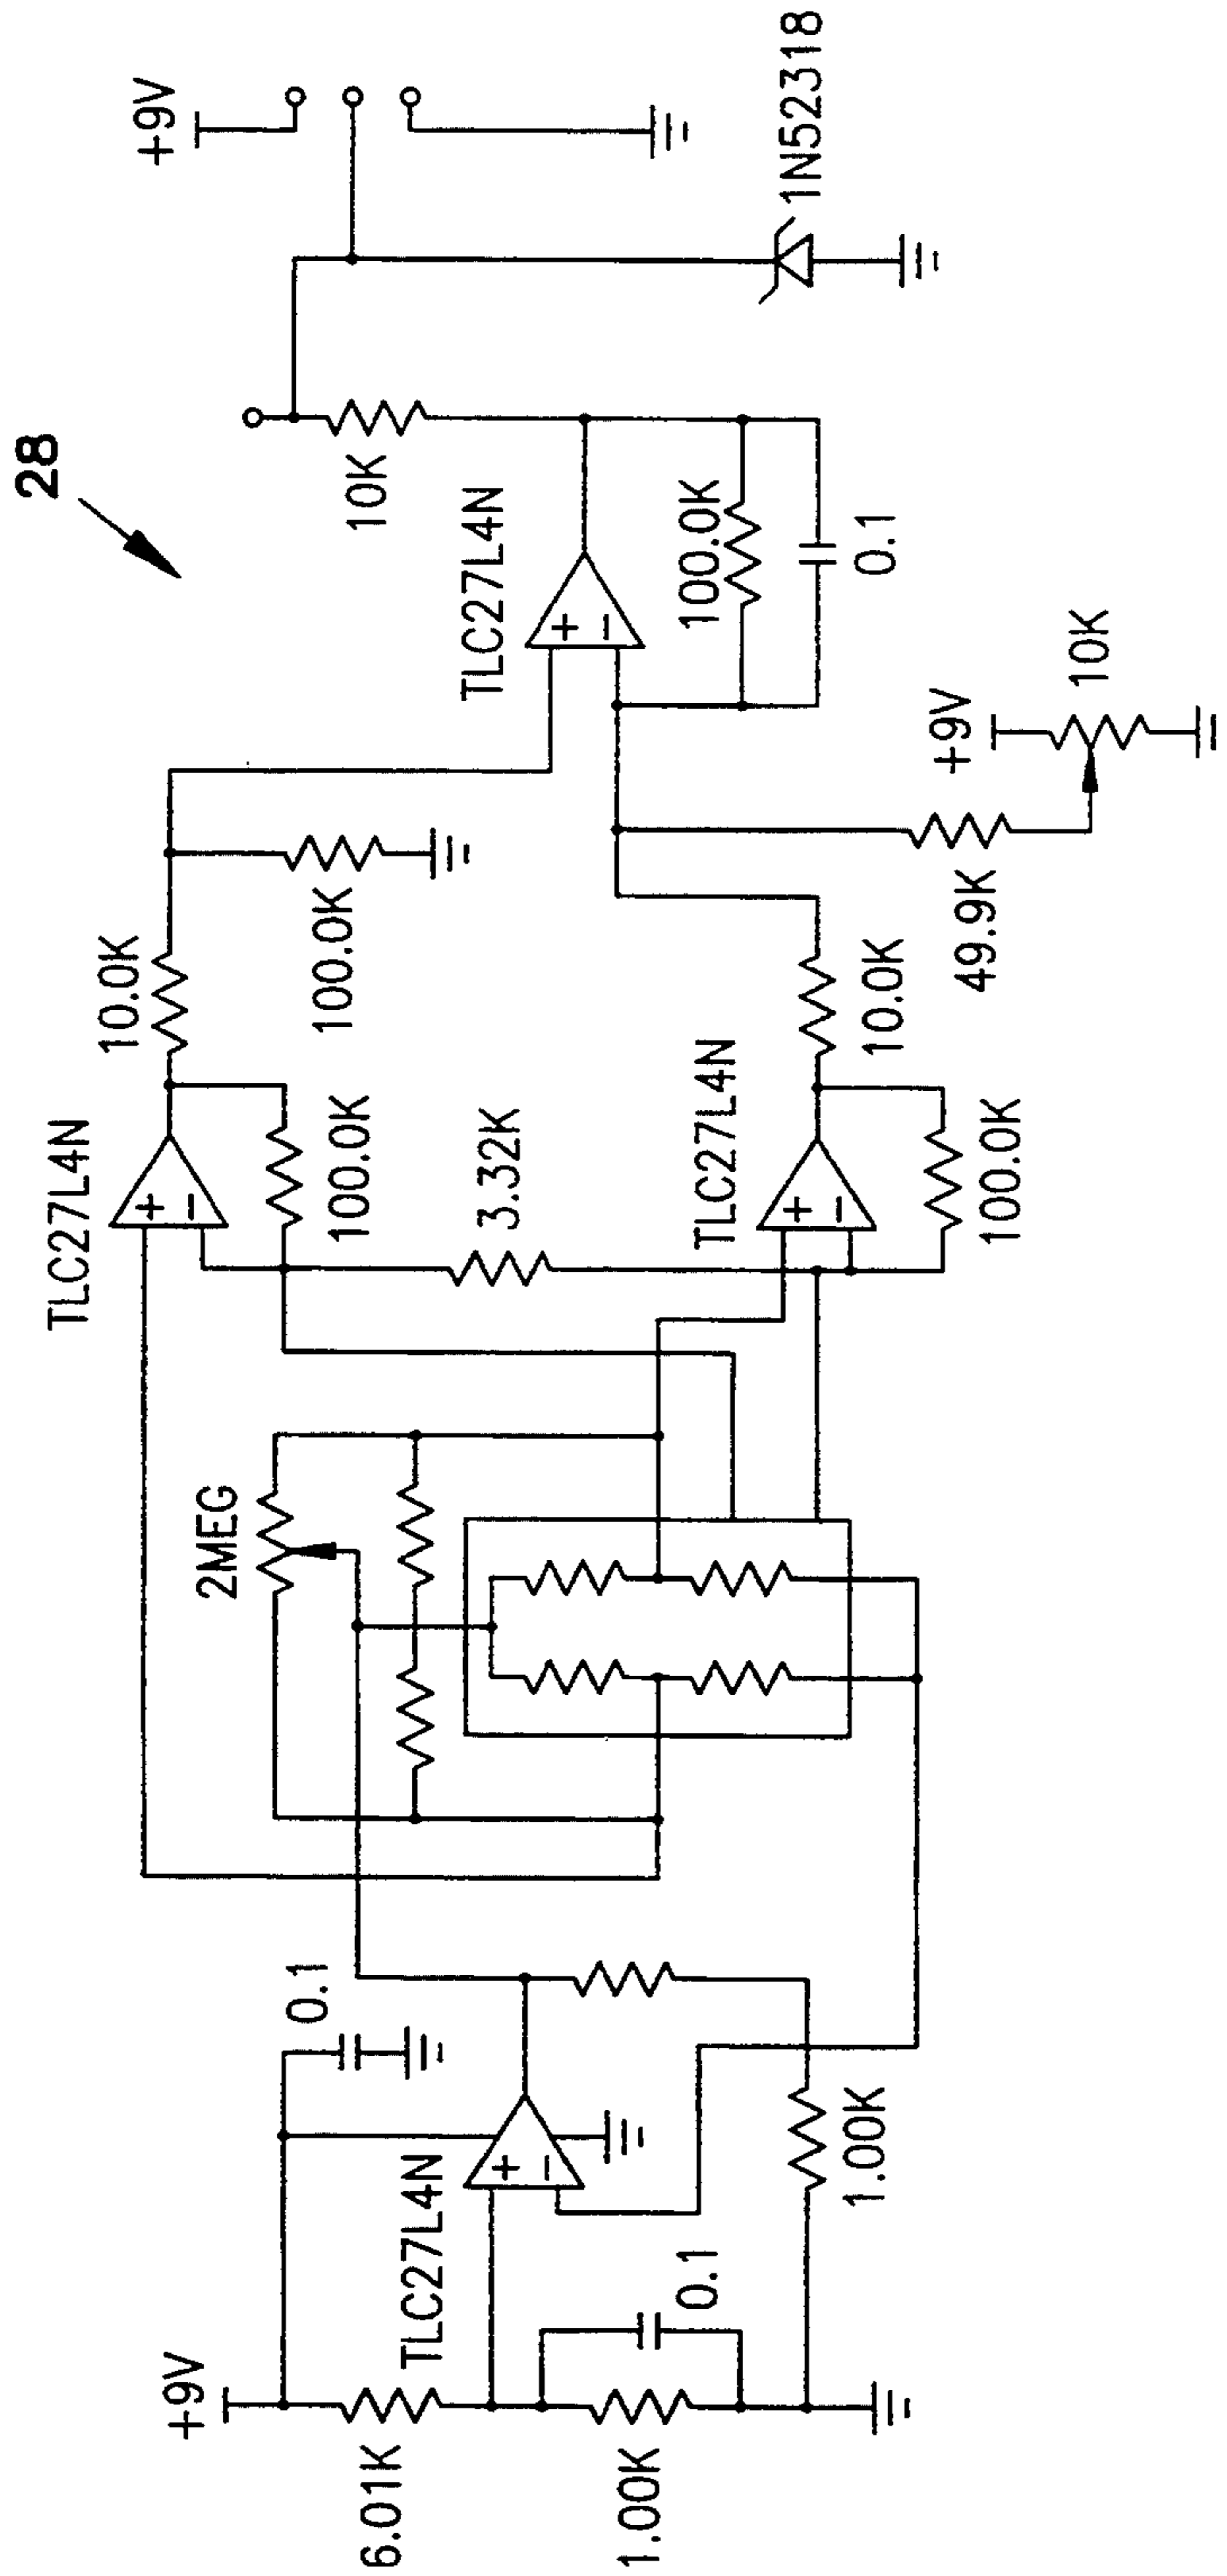 28
+9V
6.01K
1.00K
0.1
TLC27L4N
0.1
1.00K
2MEG
TLC27L4N
100.0K
3.32K
TLC27L4N
100.0K
10.0K
100.0K
10.0K
49.9K
+9V
10K
TLC27L4N
100.0K
0.1
10K
+9V
1N52318